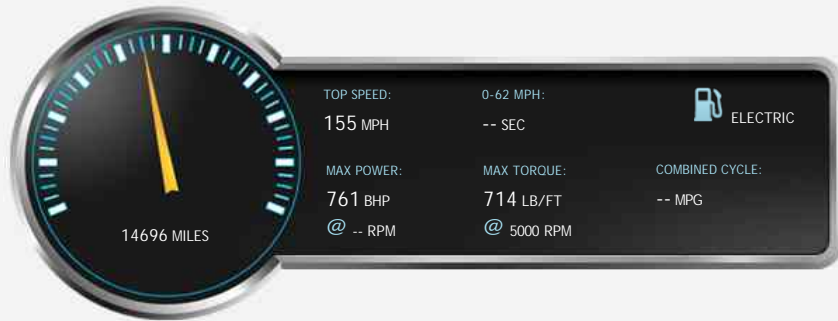 TOP SPEED:
155 MPH
0-62 MPH:
-- SEC
ELECTRIC
MAX POWER:
761 BHP
@ -- RPM
MAX TORQUE:
714 LB/FT
@ 5000 RPM
COMBINED CYCLE:
-- MPG
14696 MILES